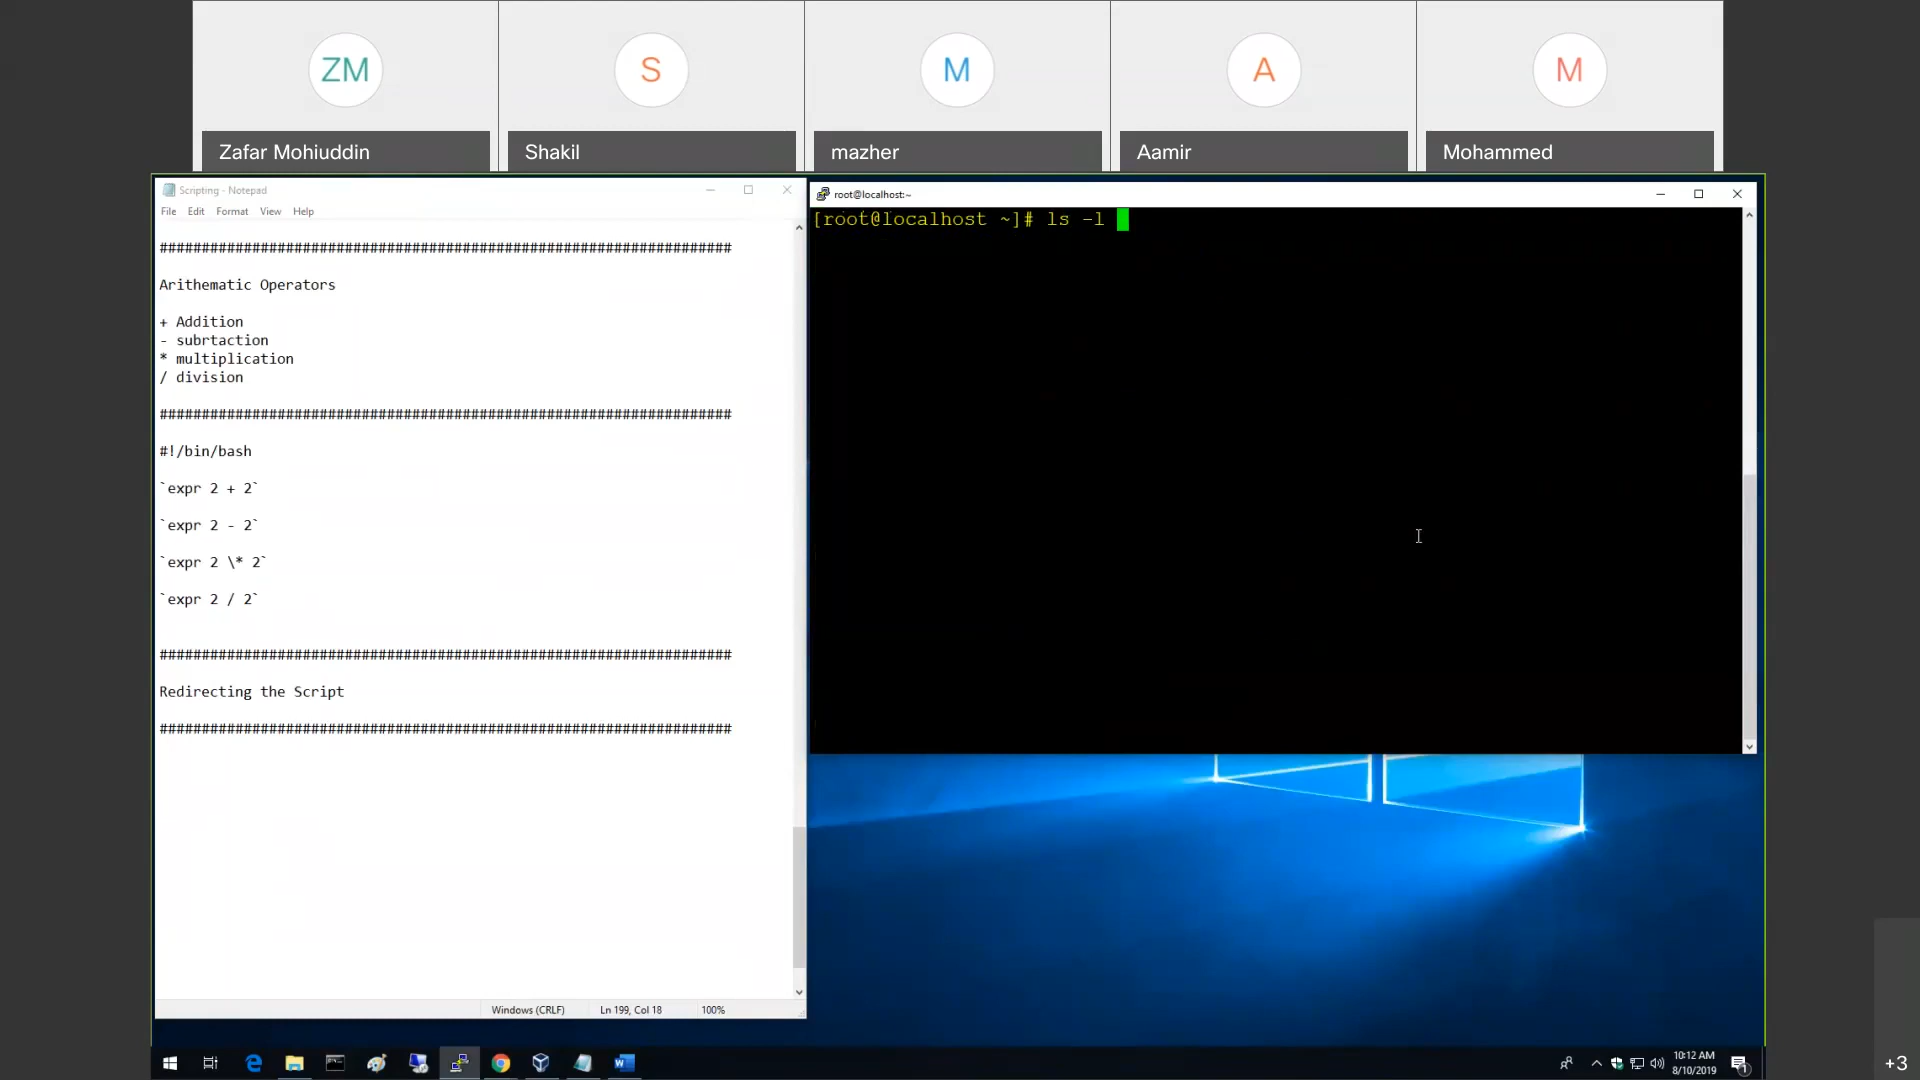 ZM
S
M
A
M
Zafar Mohiuddin
Shakil
mazher
Aamir
Mohammed
Scripting - Notepad
File Edit Format View Help
####################################################################
Arithematic Operators
+ Addition
- subrtaction
* multiplication
/ division
####################################################################
#!/bin/bash
`expr 2 + 2`
`expr 2 - 2`
`expr 2 \* 2`
`expr 2 / 2`
####################################################################
Redirecting the Script
####################################################################
Windows (CRLF) Ln 199, Col 18 100%
root@localhost:~
[root@localhost ~]# ls -l
10:12 AM
8/10/2019
1
+3